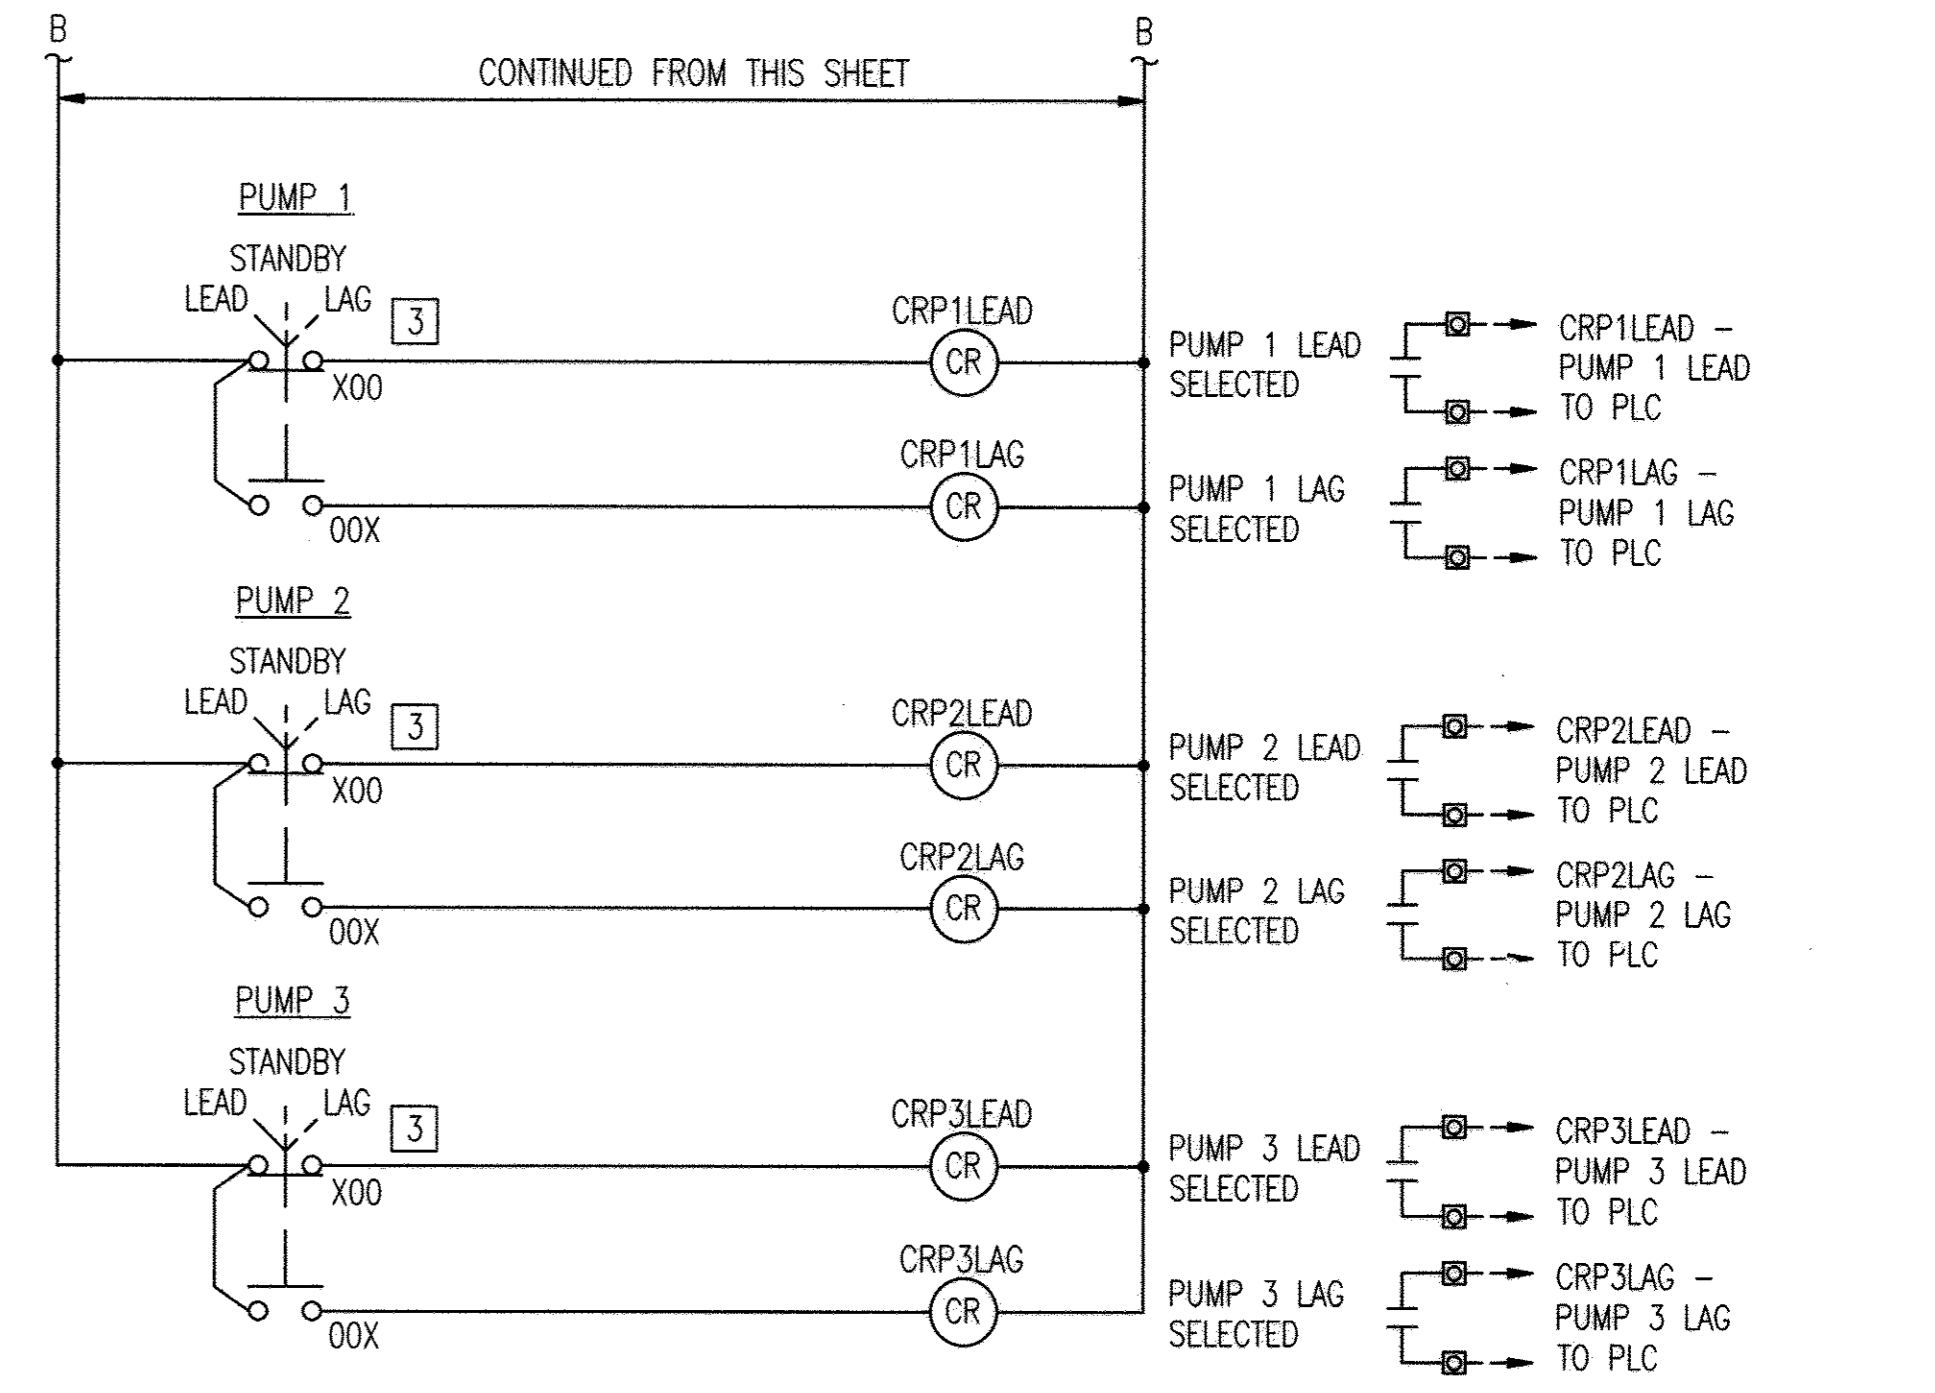 B
B
CONTINUED FROM THIS SHEET
PUMP 1
STANDBY
LEAD
LAG
3
X00
CRP1LEAD
CR
PUMP 1 LEAD
SELECTED
CRP1LEAD –
PUMP 1 LEAD
TO PLC
00X
CRP1LAG
CR
PUMP 1 LAG
SELECTED
CRP1LAG –
PUMP 1 LAG
TO PLC
PUMP 2
STANDBY
LEAD
LAG
3
X00
CRP2LEAD
CR
PUMP 2 LEAD
SELECTED
CRP2LEAD –
PUMP 2 LEAD
TO PLC
00X
CRP2LAG
CR
PUMP 2 LAG
SELECTED
CRP2LAG –
PUMP 2 LAG
TO PLC
PUMP 3
STANDBY
LEAD
LAG
3
X00
CRP3LEAD
CR
PUMP 3 LEAD
SELECTED
CRP3LEAD –
PUMP 3 LEAD
TO PLC
00X
CRP3LAG
CR
PUMP 3 LAG
SELECTED
CRP3LAG –
PUMP 3 LAG
TO PLC